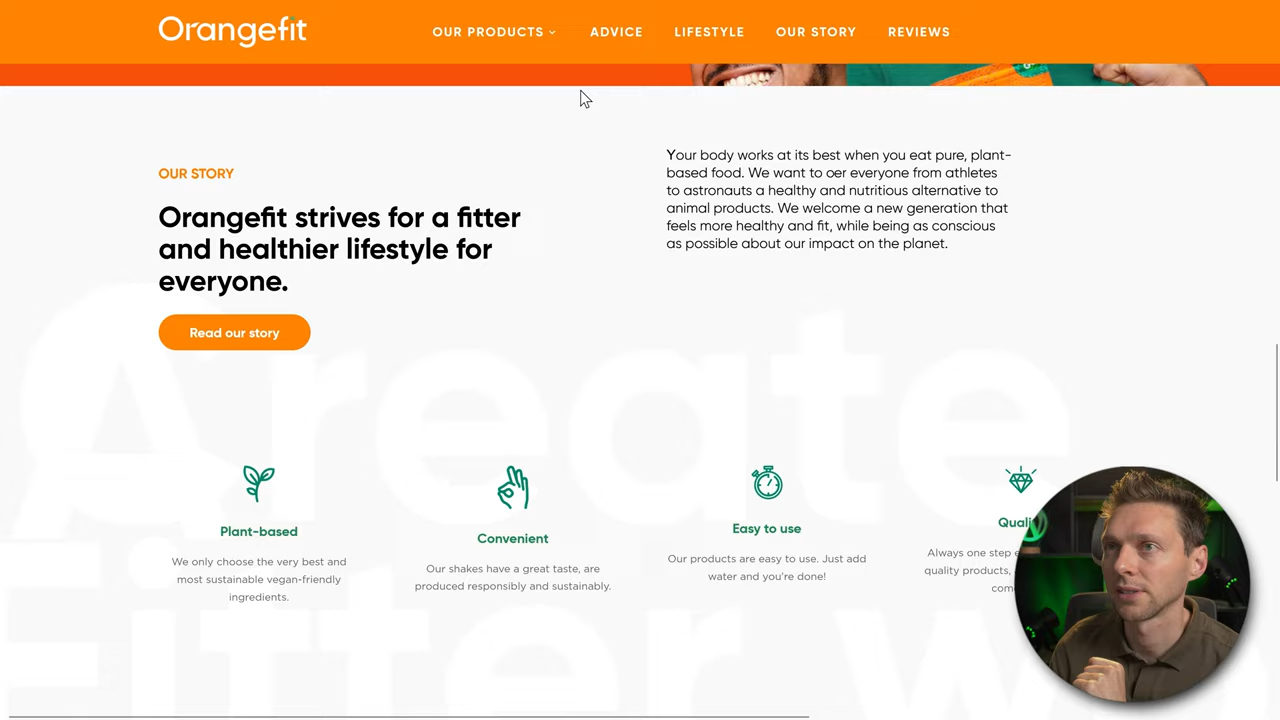 Orangefit
OUR PRODUCTS
ADVICE
LIFESTYLE
OUR STORY
REVIEWS
OUR STORY
Orangefit strives for a fitter
and healthier lifestyle for
everyone.
Read our story
Your body works at its best when you eat pure, plant-
based food. We want to oer everyone from athletes
to astronauts a healthy and nutritious alternative to
animal products. We welcome a new generation that
feels more healthy and fit, while being as conscious
as possible about our impact on the planet.
Create
Fitter wo
Plant-based
We only choose the very best and
most sustainable vegan-friendly
ingredients.
Convenient
Our shakes have a great taste, are
produced responsibly and sustainably.
Easy to use
Our products are easy to use. Just add
water and you're done!
Quali
Always one step
quality products,
com